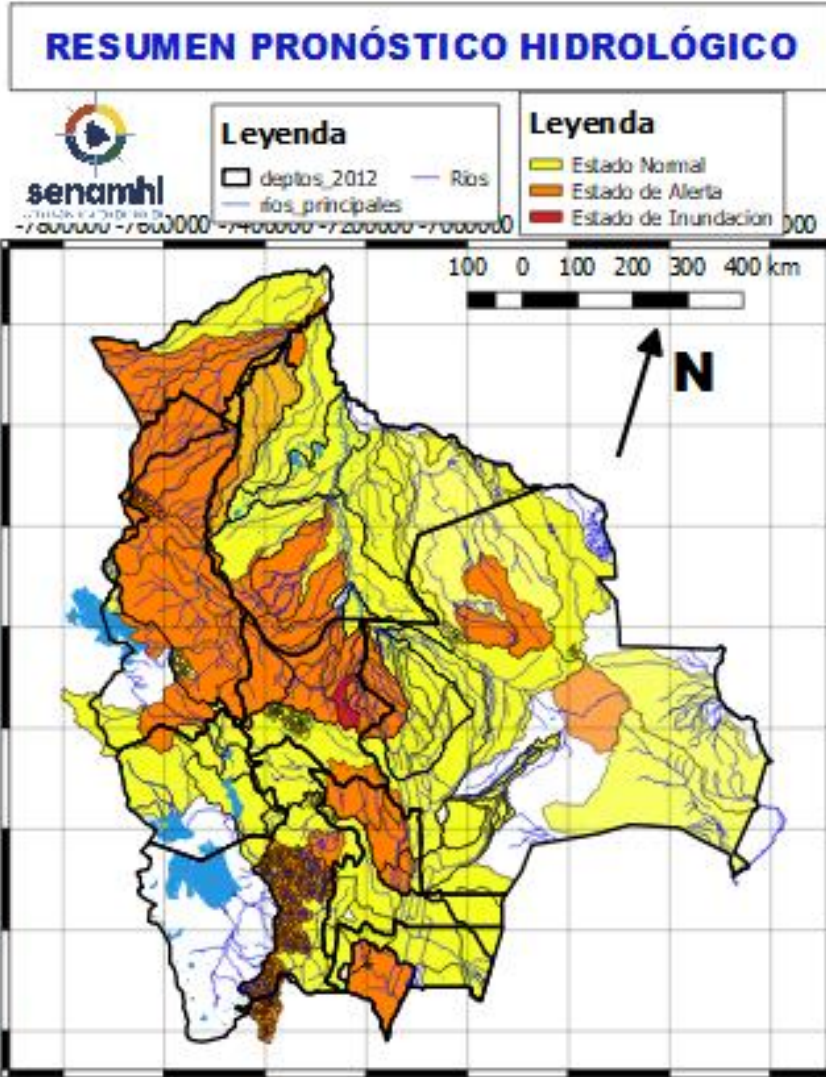 RESUMEN PRONÓSTICO HIDROLÓGICO
senamhi
Leyenda
deptos_2012
Rios
rios_principales
Leyenda
Estado Normal
Estado de Alerta
Estado de Inundacion
-7800000 -7600000 -7400000 -7200000 -7000000
100 0 100 200 300 400 km
N